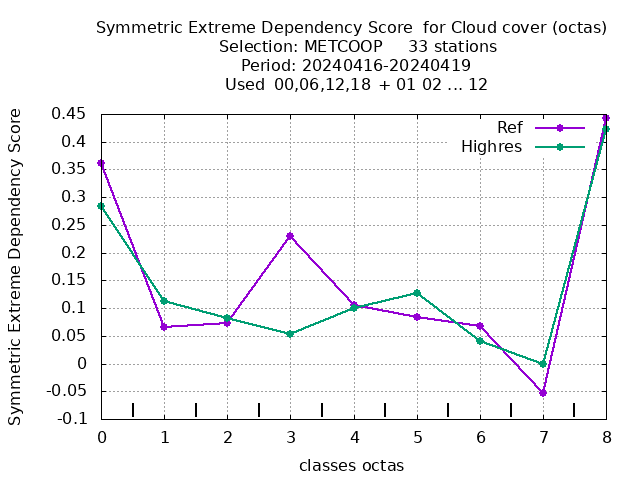 Symmetric Extreme Dependency Score  for Cloud cover (octas)
Selection: METCOOP     33 stations
Period: 20240416-20240419
Used  00,06,12,18 + 01 02 ... 12
Symmetric Extreme Dependency Score
0.45
0.4
0.35
0.3
0.25
0.2
0.15
0.1
0.05
0
-0.05
-0.1
Ref
Highres
0 1 2 3 4 5 6 7 8
classes octas